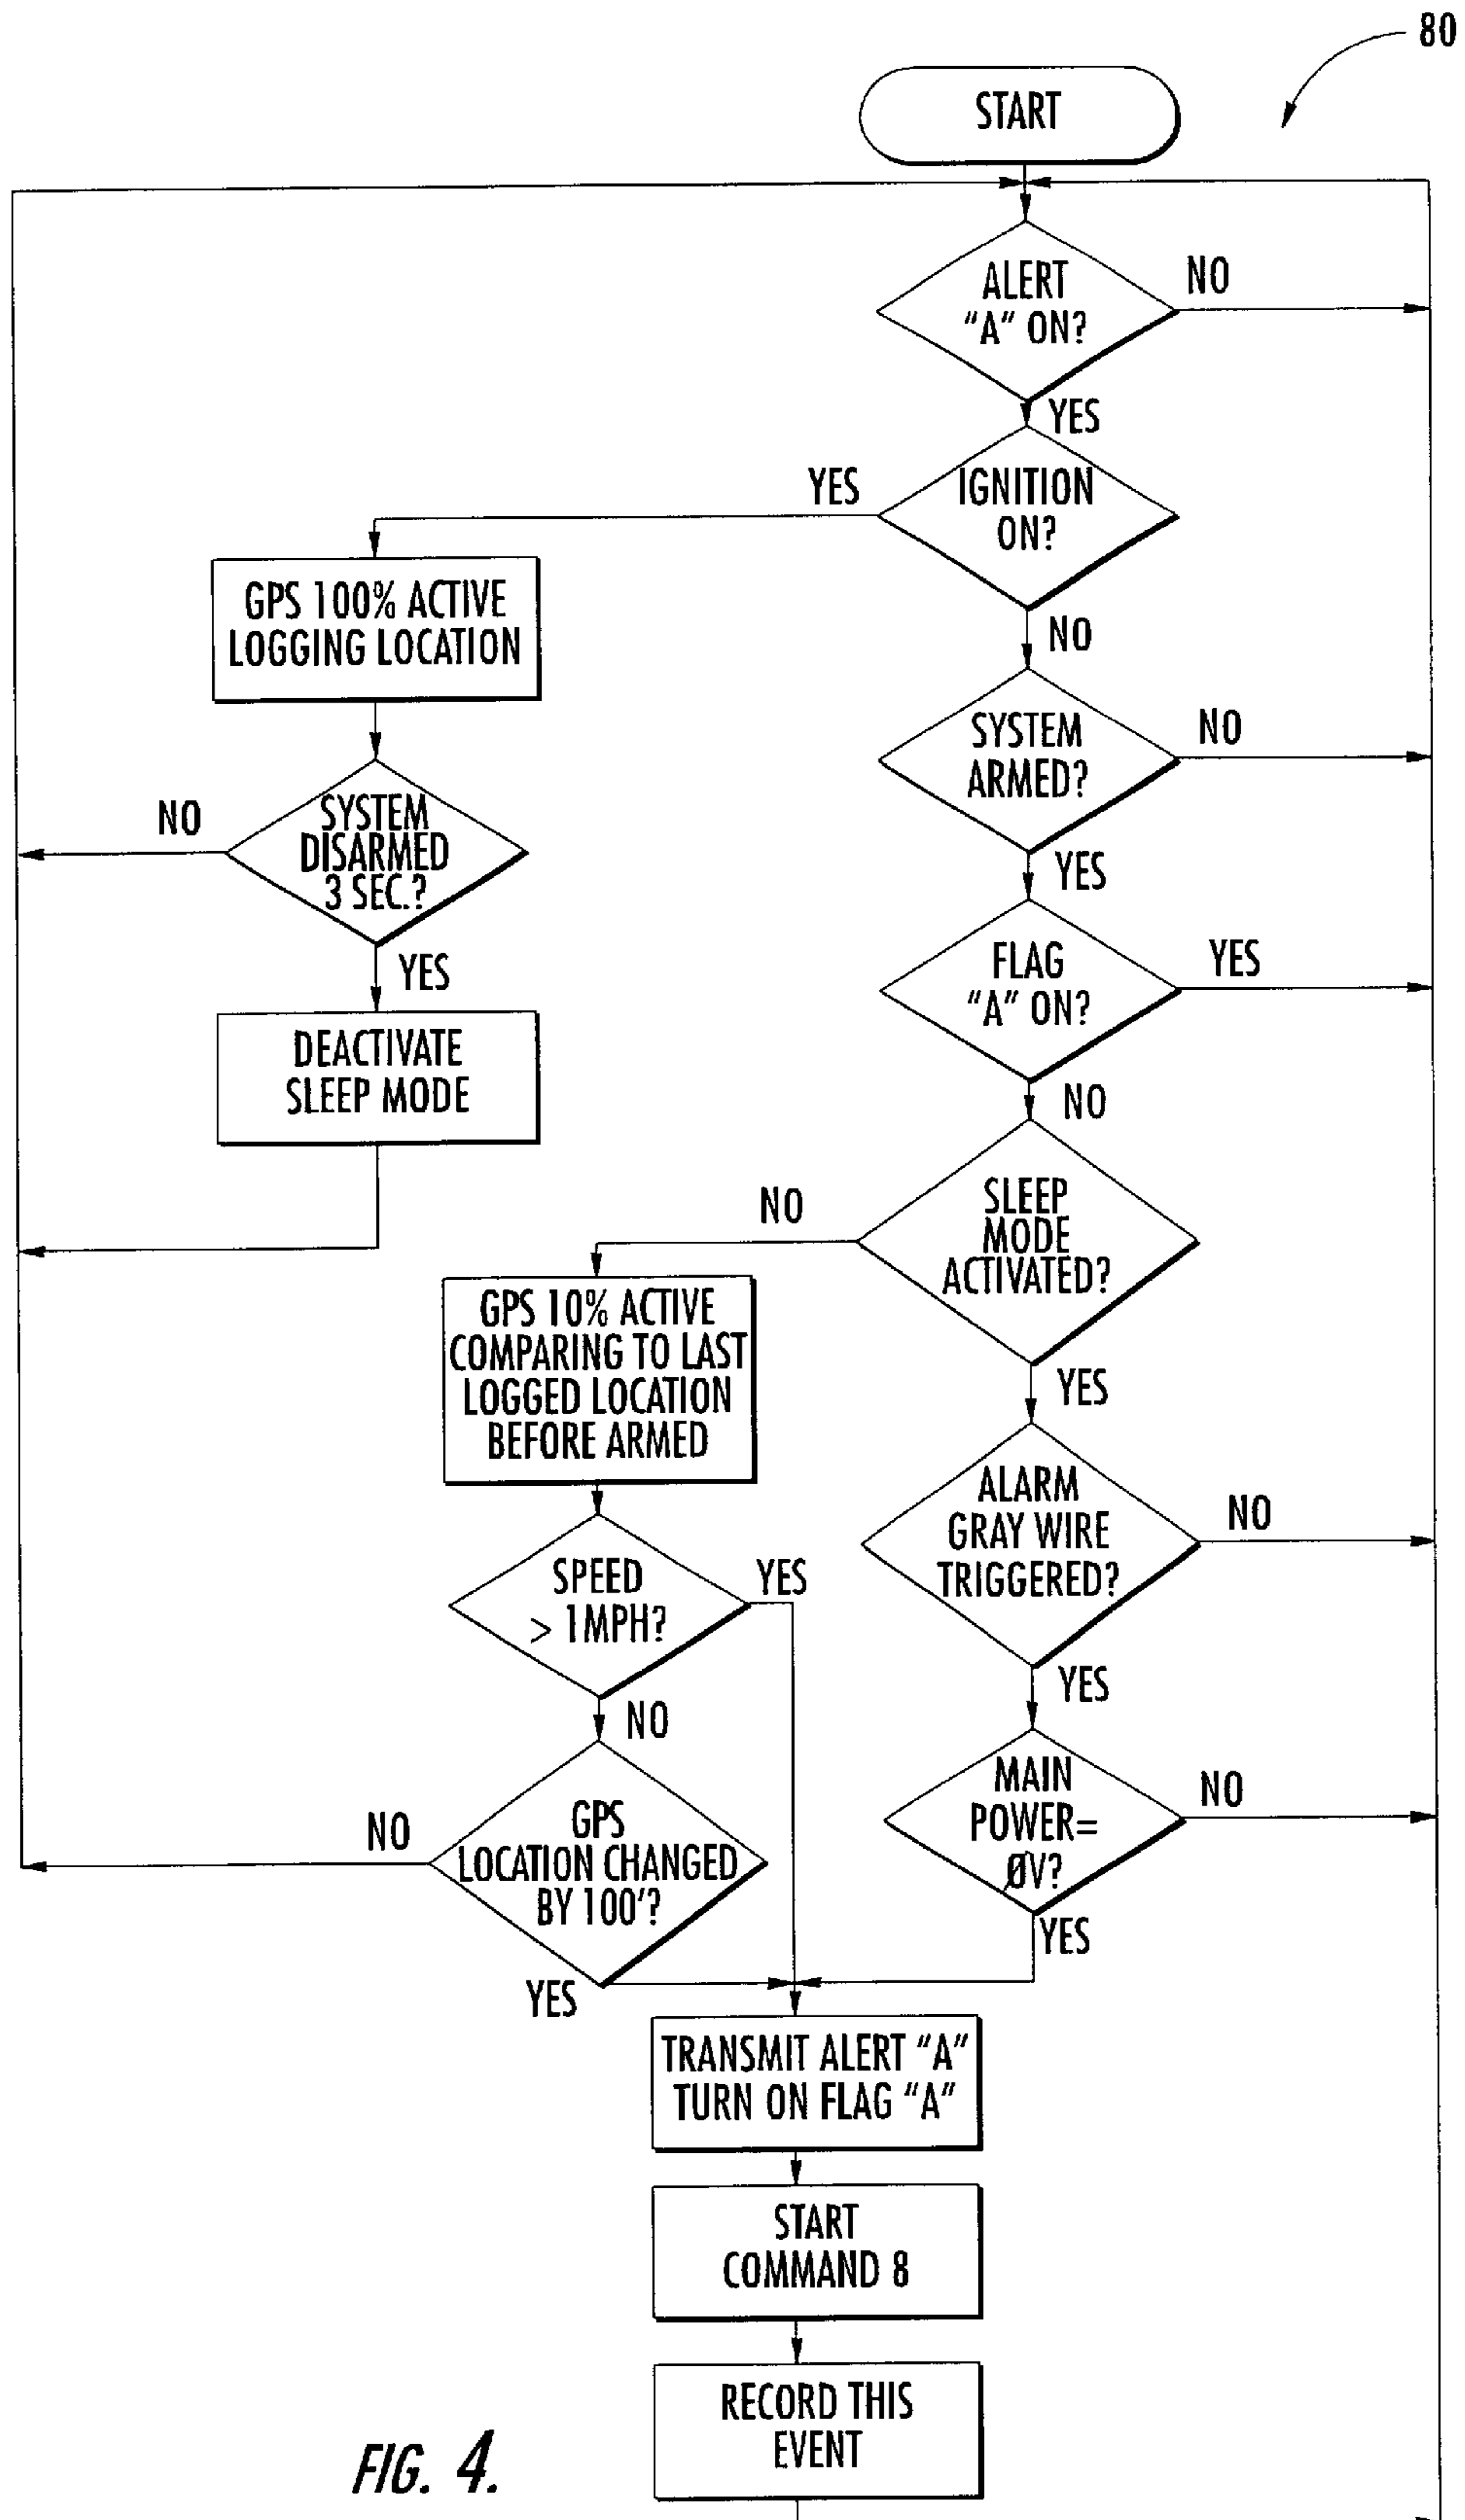 80
START
ALERT
"A" ON?
NO
YES
IGNITION
ON?
YES
NO
GPS 100% ACTIVE
LOGGING LOCATION
SYSTEM
ARMED?
NO
YES
SYSTEM
DISARMED
3 SEC.?
NO
YES
FLAG
"A" ON?
YES
NO
DEACTIVATE
SLEEP MODE
SLEEP
MODE
ACTIVATED?
NO
YES
GPS 10% ACTIVE
COMPARING TO LAST
LOGGED LOCATION
BEFORE ARMED
ALARM
GRAY WIRE
TRIGGERED?
NO
YES
SPEED
> 1MPH?
YES
NO
MAIN
POWER=
ØV?
NO
YES
GPS
LOCATION CHANGED
BY 100'?
NO
YES
TRANSMIT ALERT "A"
TURN ON FLAG "A"
START
COMMAND 8
RECORD THIS
EVENT
FIG. 4.